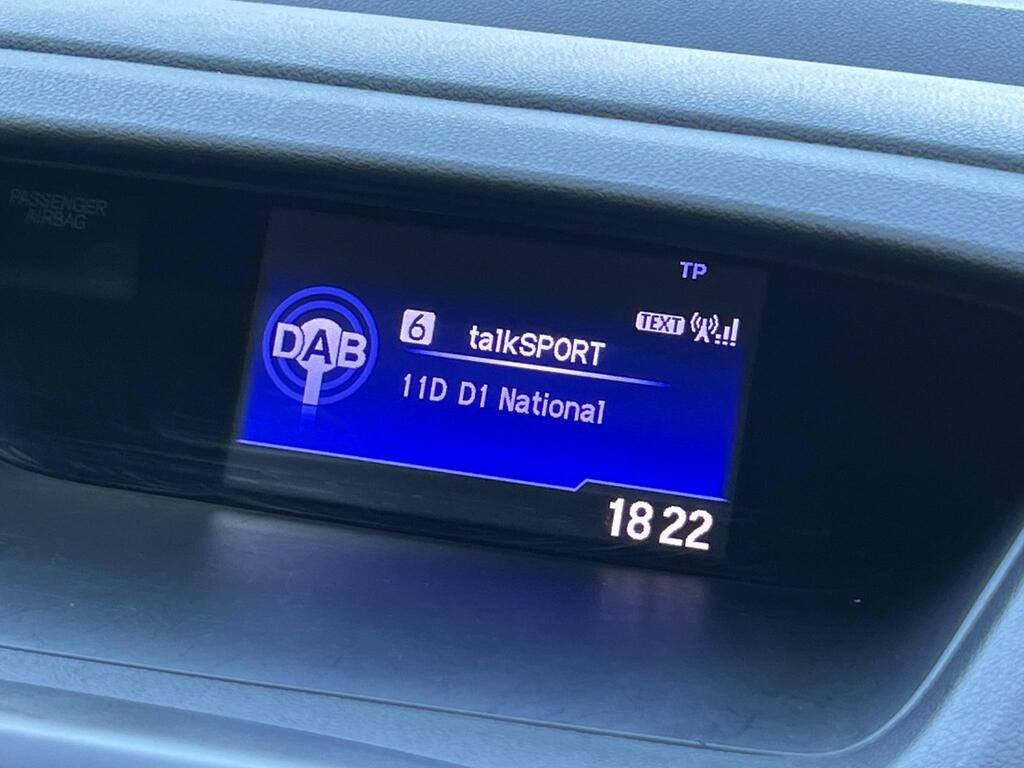 PASSENGER
AIRBAG
TP
TEXT
DAB
6 talkSPORT
11D D1 National
18 22